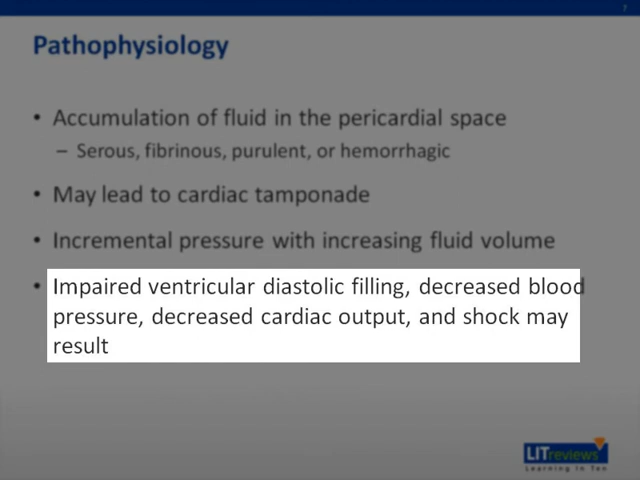 7
Pathophysiology
• Accumulation of fluid in the pericardial space
– Serous, fibrinous, purulent, or hemorrhagic
• May lead to cardiac tamponade
• Incremental pressure with increasing fluid volume
• Impaired ventricular diastolic filling, decreased blood
pressure, decreased cardiac output, and shock may
result
LITreviews
Learning In Ten